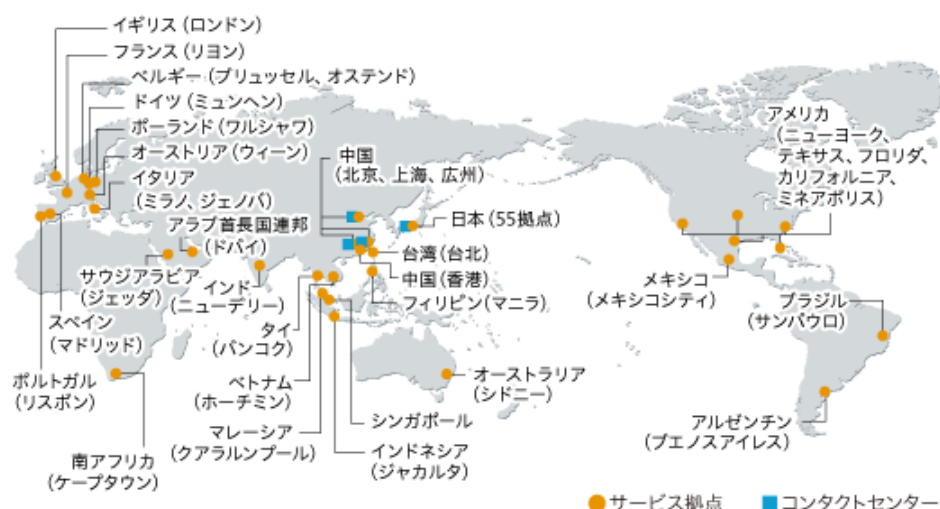 イギリス(ロンドン)
フランス(リヨン)
ベルギー(ブリュッセル、オステンド)
ドイツ(ミュンヘン)
ポーランド(ワルシャワ)
オーストリア(ウィーン)
イタリア
(ミラノ、ジェノバ)
アラブ首長国連邦
(ドバイ)
サウジアラビア
(ジェッダ)
インド
(ニューデリー)
スペイン
(マドリッド)
ポルトガル
(リスボン)
南アフリカ
(ケープタウン)
中国
(北京、上海、広州)
日本(55拠点)
台湾(台北)
中国(香港)
フィリピン(マニラ)
タイ
(バンコク)
ベトナム
(ホーチミン)
マレーシア
(クアラルンプール)
シンガポール
インドネシア
(ジャカルタ)
オーストラリア
(シドニー)
アメリカ
(ニューヨーク、
テキサス、フロリダ、
カリフォルニア、
ミネアポリス)
メキシコ
(メキシコシティ)
ブラジル
(サンパウロ)
アルゼンチン
(ブエノスアイレス)
サービス拠点
コンタクトセンター